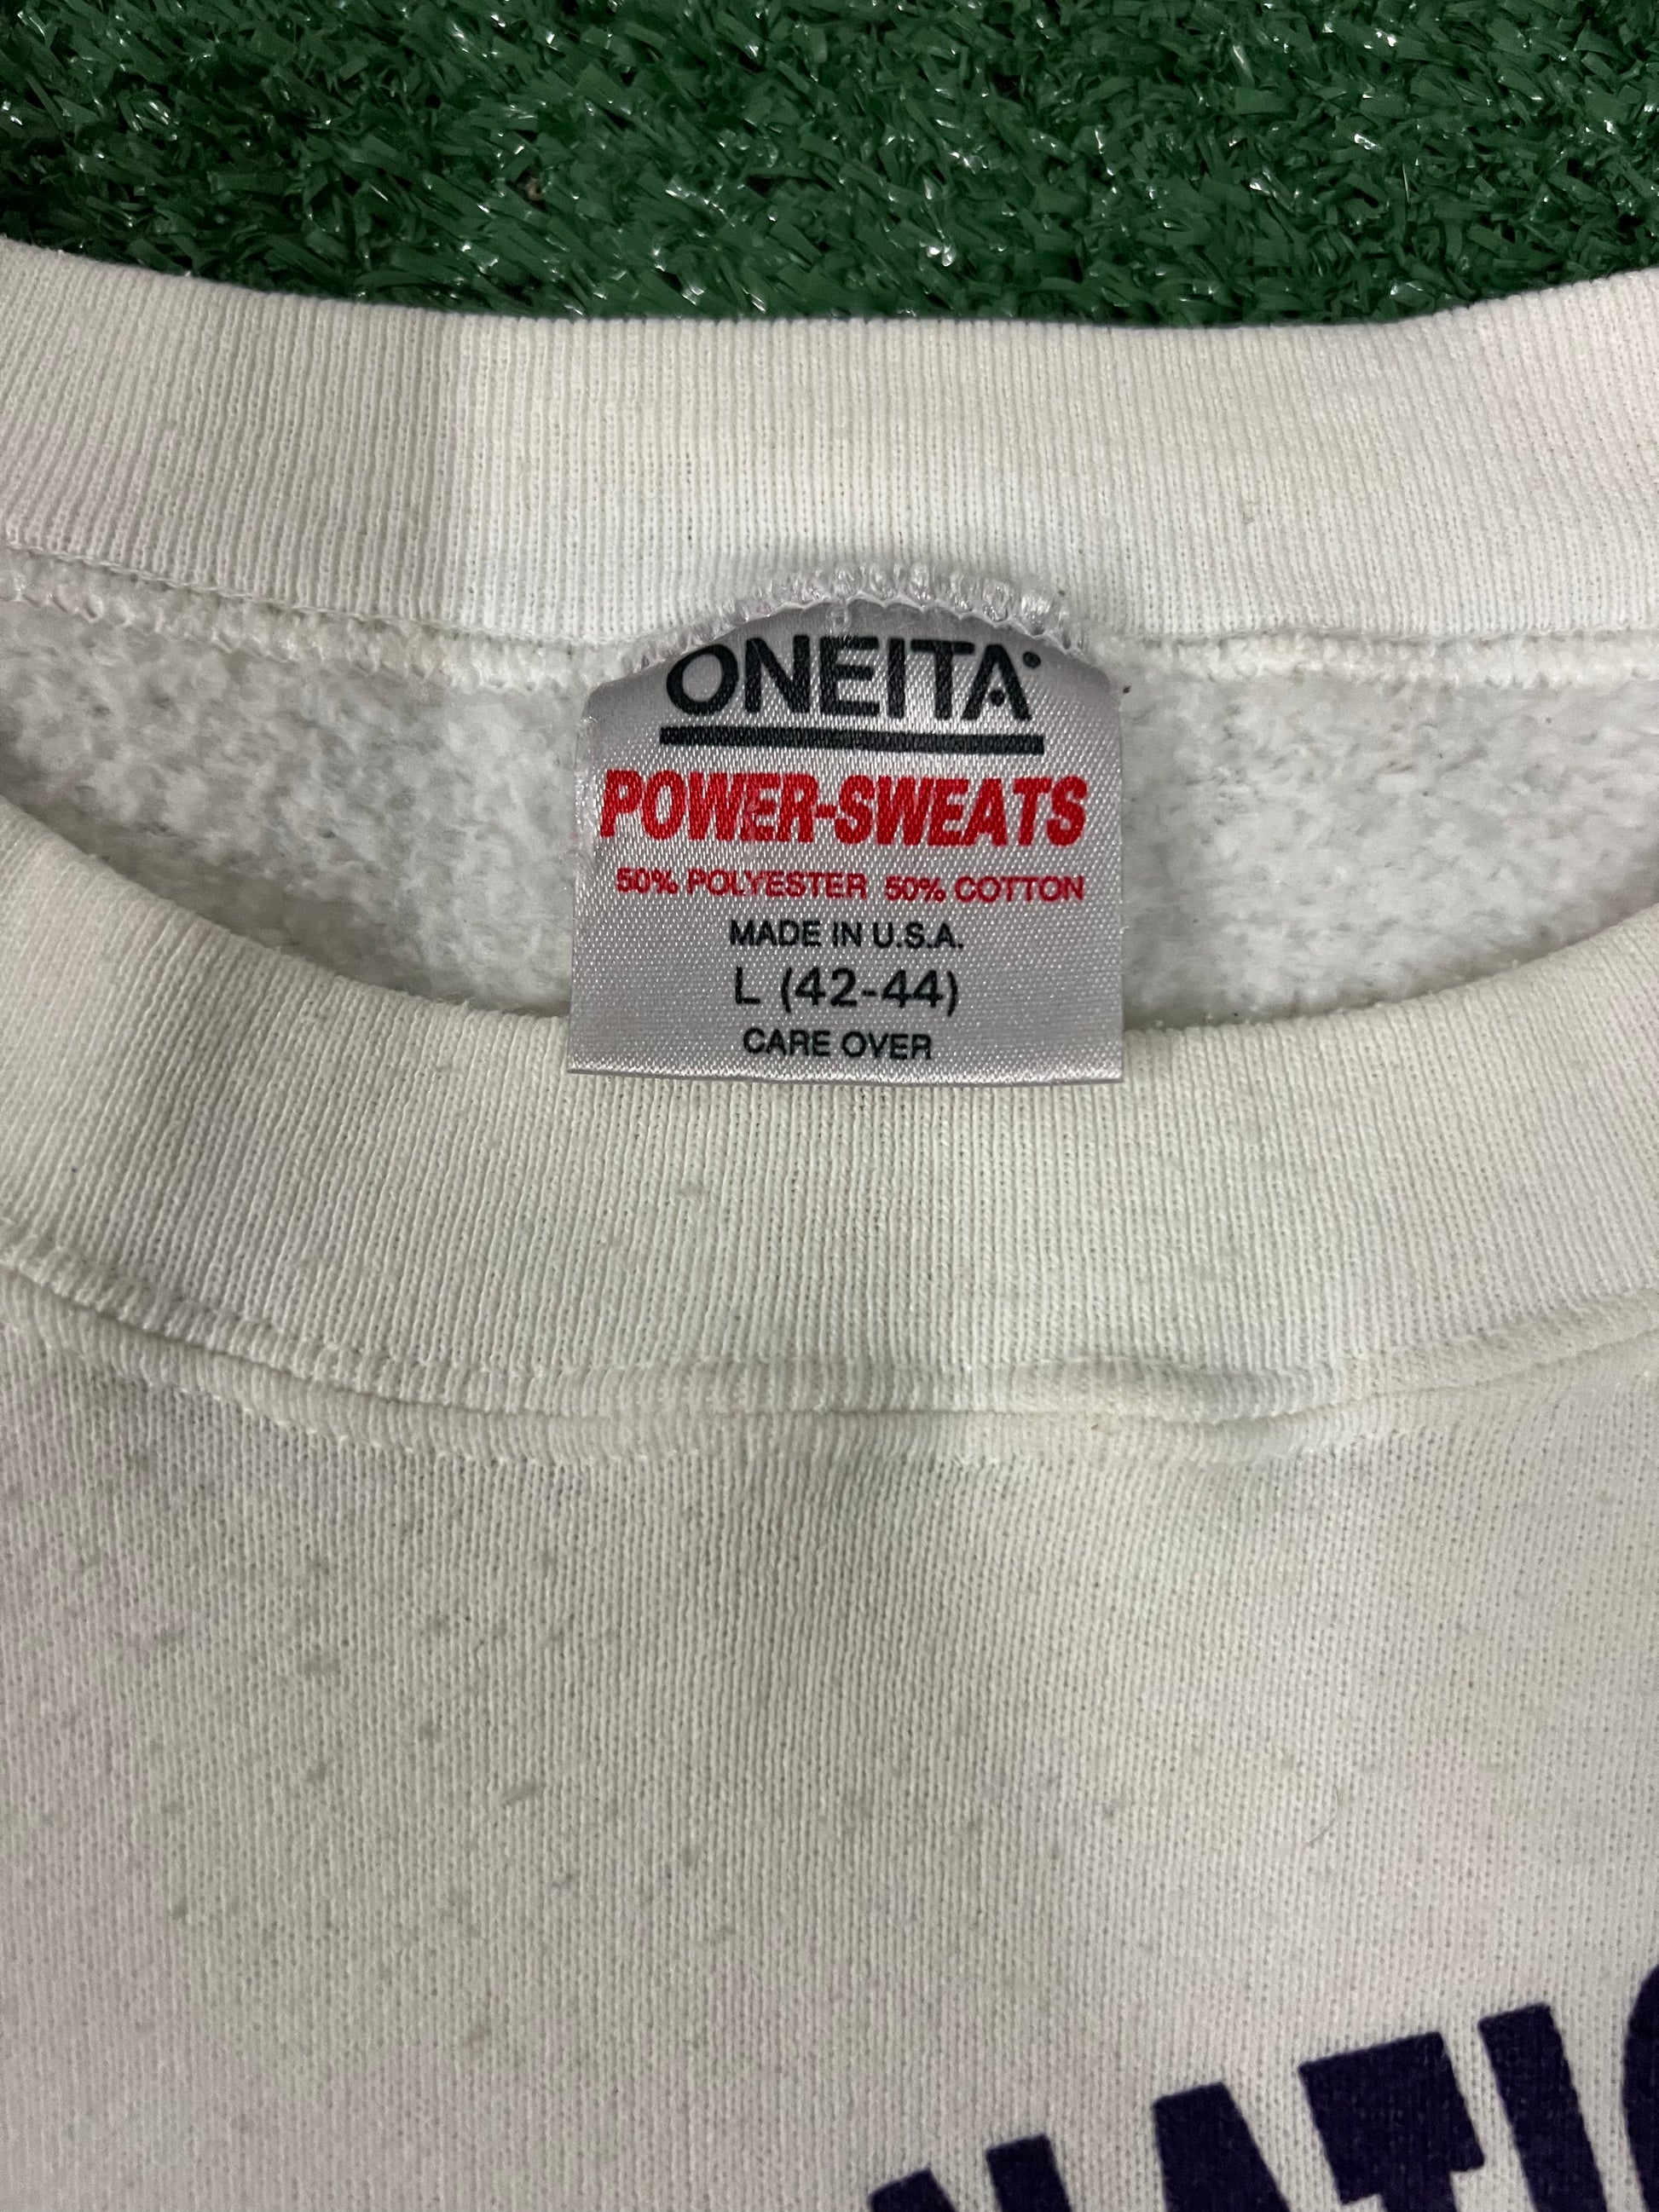 ONEITA
POWER-SWEATS
50% POLYESTER 50% COTTON
MADE IN U.S.A.
L (42-44)
CARE OVER